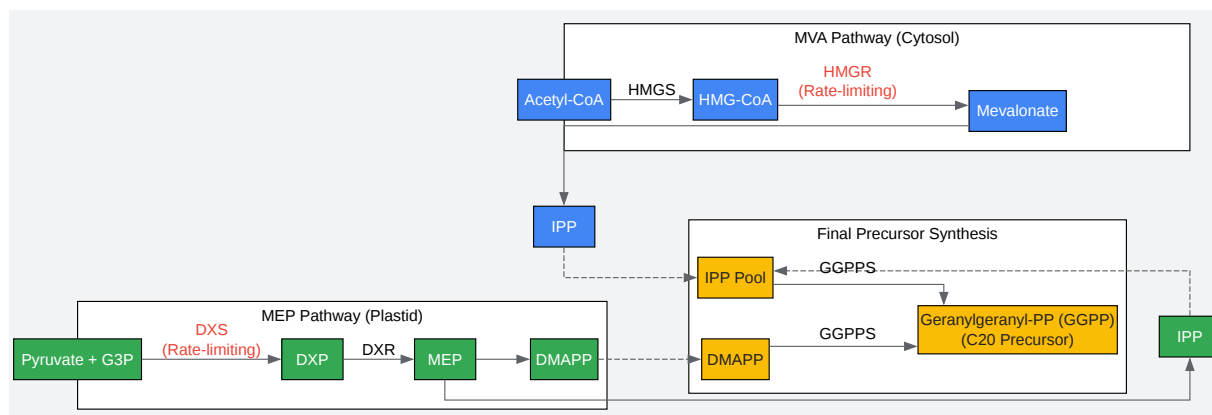 MVA Pathway (Cytosol)
Acetyl-CoA
HMGS
HMG-CoA
HMGR
(Rate-limiting)
Mevalonate
IPP
Final Precursor Synthesis
IPP Pool
GGPPS
Geranylgeranyl-PP (GGPP)
(C20 Precursor)
GGPPS
DMAPP
IPP
MEP Pathway (Plastid)
Pyruvate + G3P
DXS
(Rate-limiting)
DXP
DXR
MEP
DMAPP